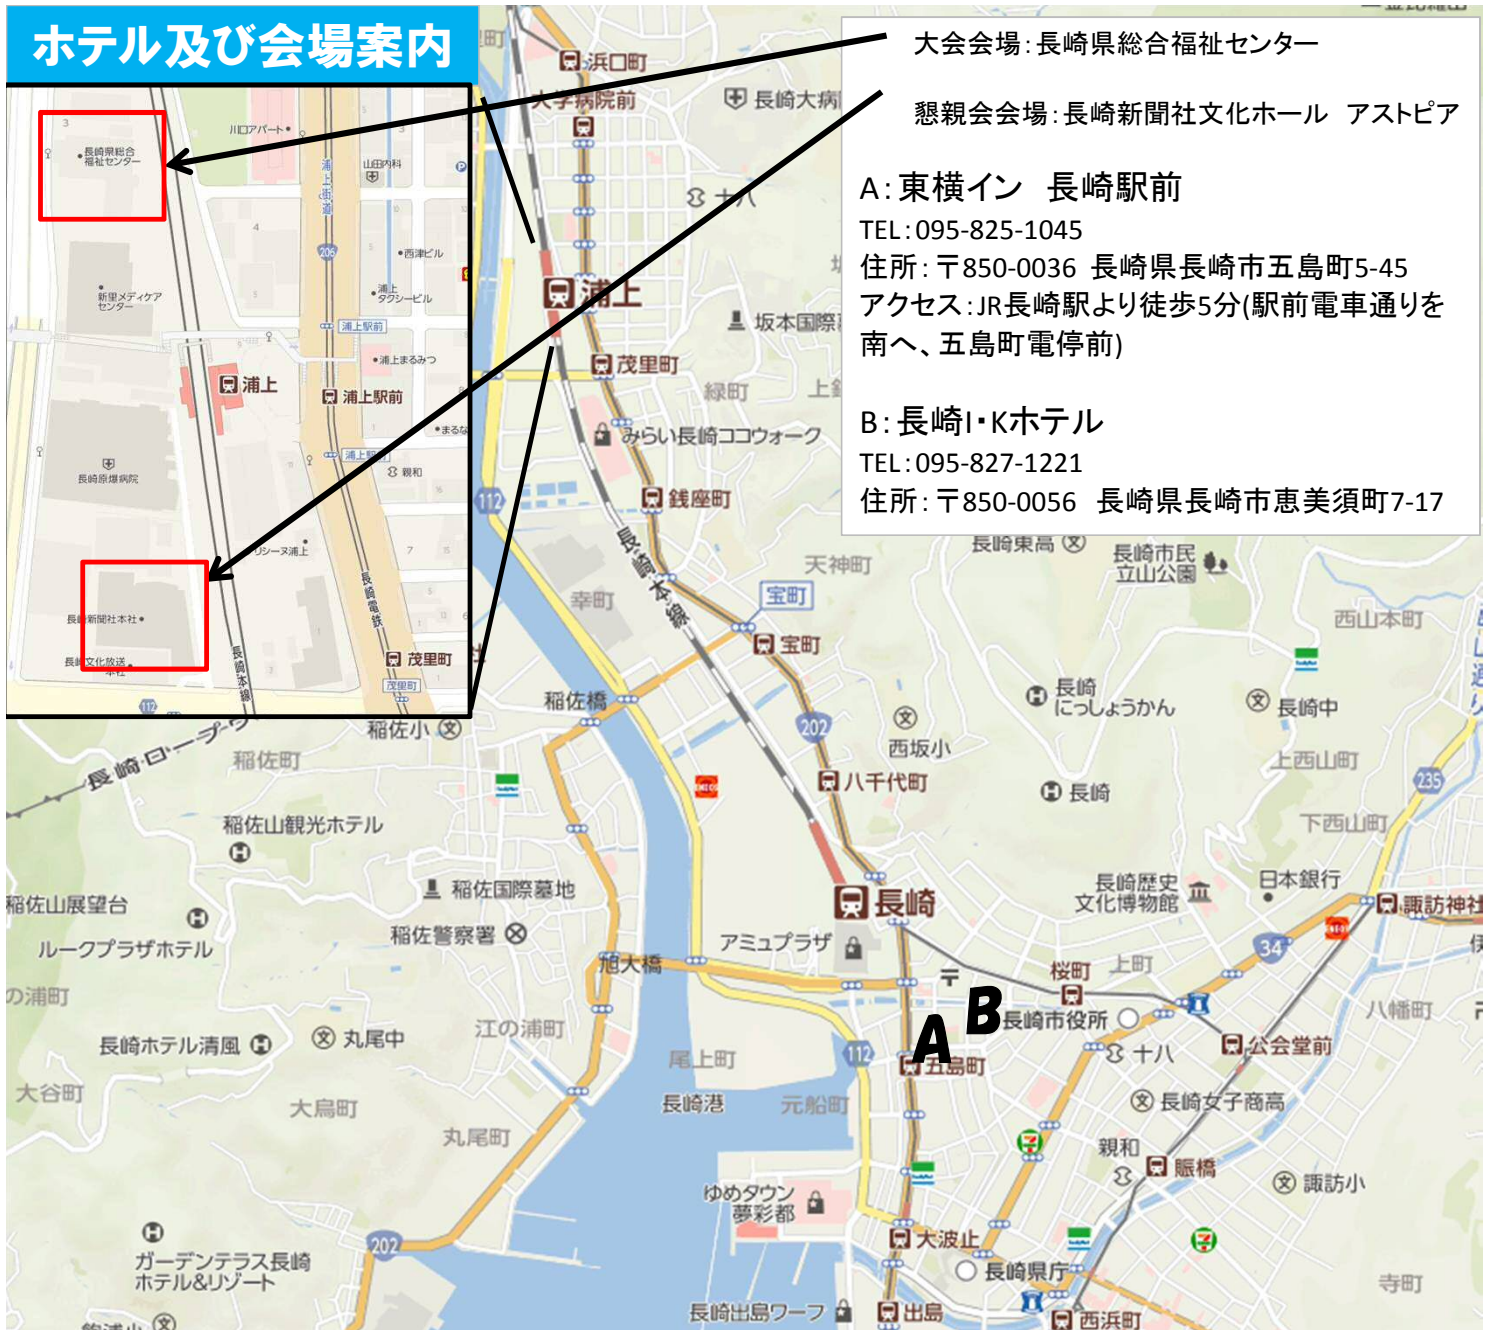 ホテル及び会場案内
大会会場：長崎県総合福祉センター
懇親会会場：長崎新聞社文化ホール　アストピア
A：東横イン　長崎駅前
TEL：095-825-1045
住所：〒850-0036 長崎県長崎市五島町5-45
アクセス：JR長崎駅より徒歩5分(駅前電車通りを
南へ、五島町電停前)
B：長崎I・Kホテル
TEL：095-827-1221
住所：〒850-0056 長崎県長崎市恵美須町7-17
3
長崎県総合
福祉センター
川口アパート
浦上街道
山田内科
P
4
206
西津ビル
新里メディケア
センター
浦上
タクシービル
浦上駅前
浦上まるみつ
浦上
浦上駅前
親和
長崎原爆病院
リシーヌ浦上
7
長崎電鉄
長崎新聞社本社
長崎文化放送
本社
長崎本線
茂里町
茂里町
112
浜口町
大学病院前
長崎大病
十八
浦上
坂本国際
茂里町
緑町
みらい長崎ココウォーク
112
銭座町
長崎本線
天神町
長崎東高
長崎市民
立山公園
幸町
宝町
宝町
西山本町
稲佐橋
長崎
にっしょうかん
長崎中
稲佐小
202
西坂小
長崎ロープウ
稲佐町
上西山町
235
八千代町
長崎
稲佐山観光ホテル
下西山町
稲佐国際墓地
長崎歴史
文化博物館
日本銀行
稲佐山展望台
長崎
諏訪神社
ルークプラザホテル
稲佐警察署
アミュプラザ
34
旭大橋
桜町
上町
の浦町
B
長崎市役所
八幡町
長崎ホテル清風
丸尾中
江の浦町
A
尾上町
112
五島町
十八
公会堂前
大谷町
大鳥町
長崎港
元船町
長崎女子商高
丸尾町
親和
賑橋
諏訪小
ゆめタウン
夢彩都
ガーデンテラス長崎
ホテル&リゾート
202
大波止
長崎県庁
寺町
長崎出島ワーフ
出島
西浜町